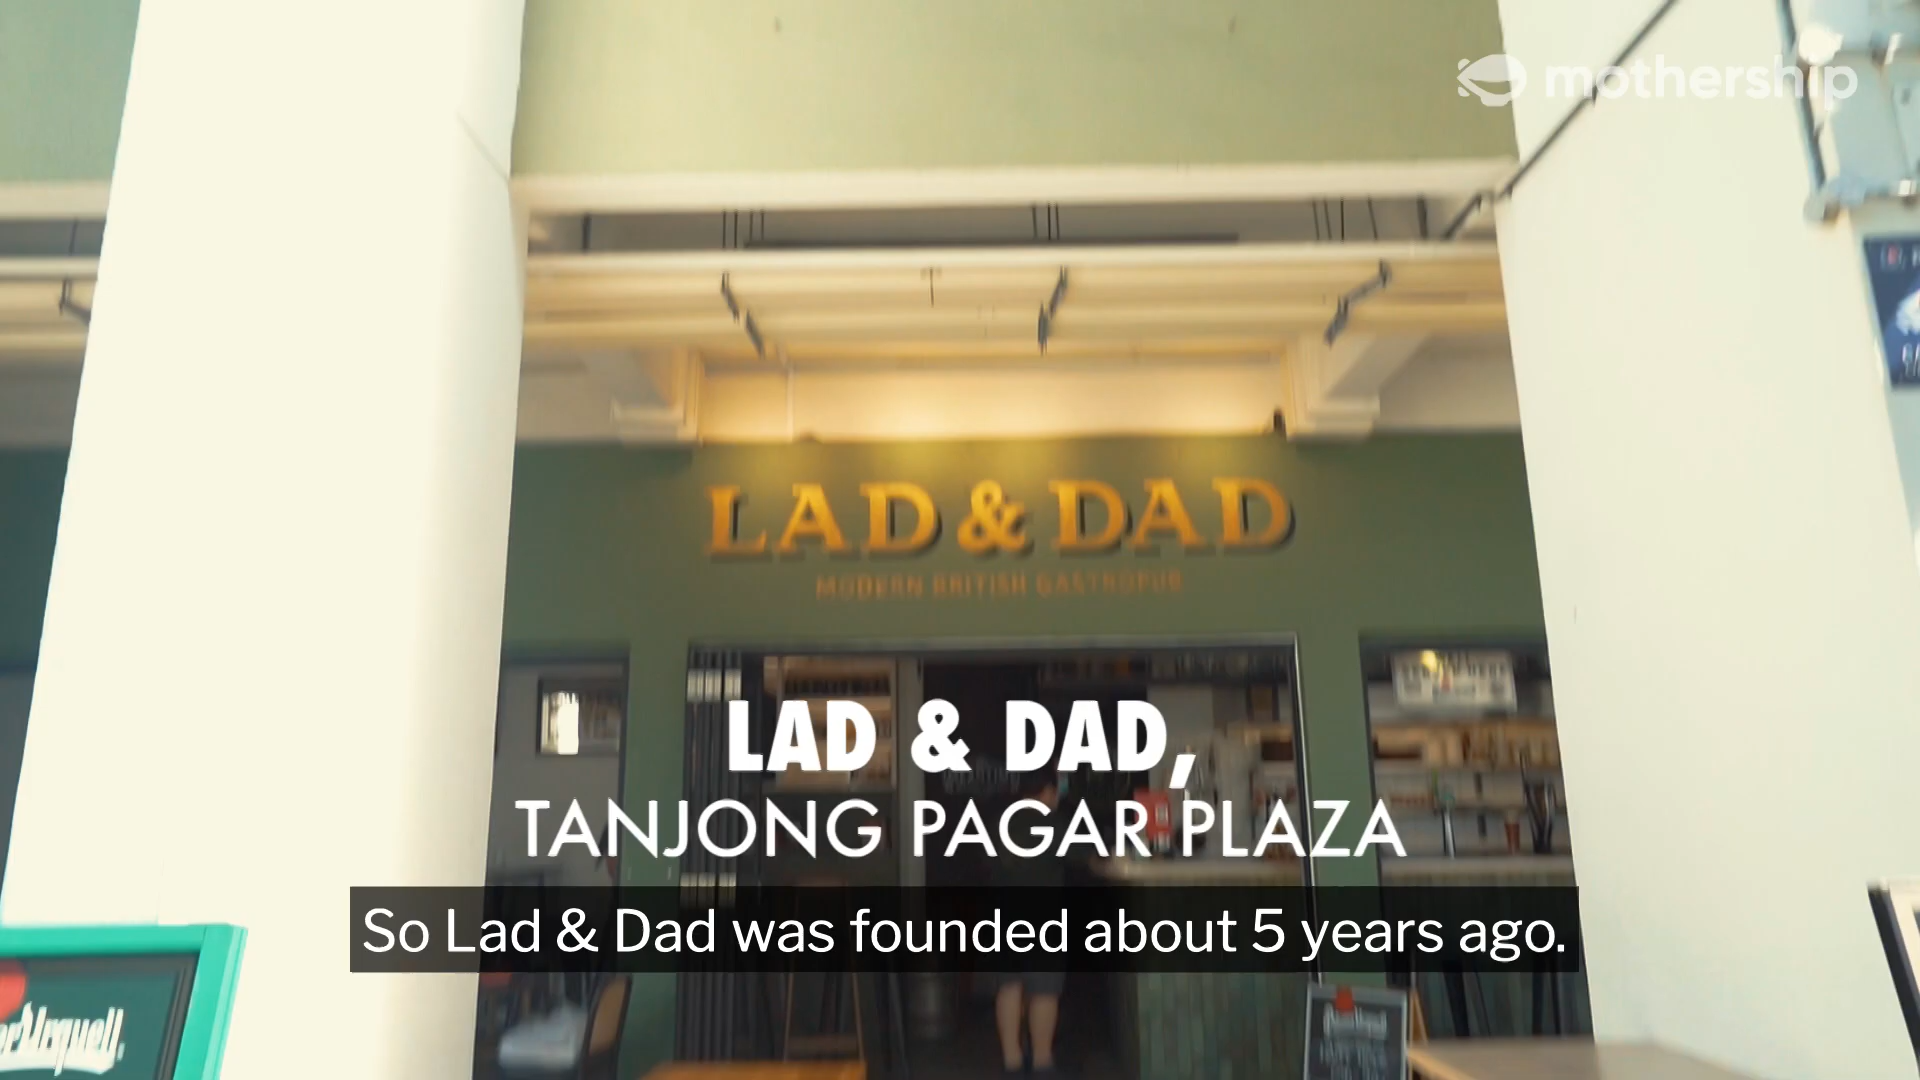 mothership
LAD & DAD
MODERN BRITISH GASTROPUB
LAD & DAD,
TANJONG PAGAR PLAZA
So Lad & Dad was founded about 5 years ago.
Urquell